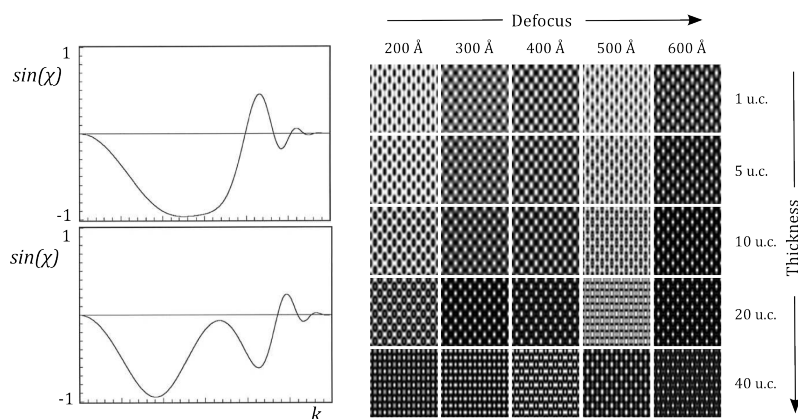 1
sin(χ)
-1
1
sin(χ)
-1
k
Defocus
200 Å 300 Å 400 Å 500 Å 600 Å
1 u.c.
5 u.c.
10 u.c.
20 u.c.
40 u.c.
Thickness